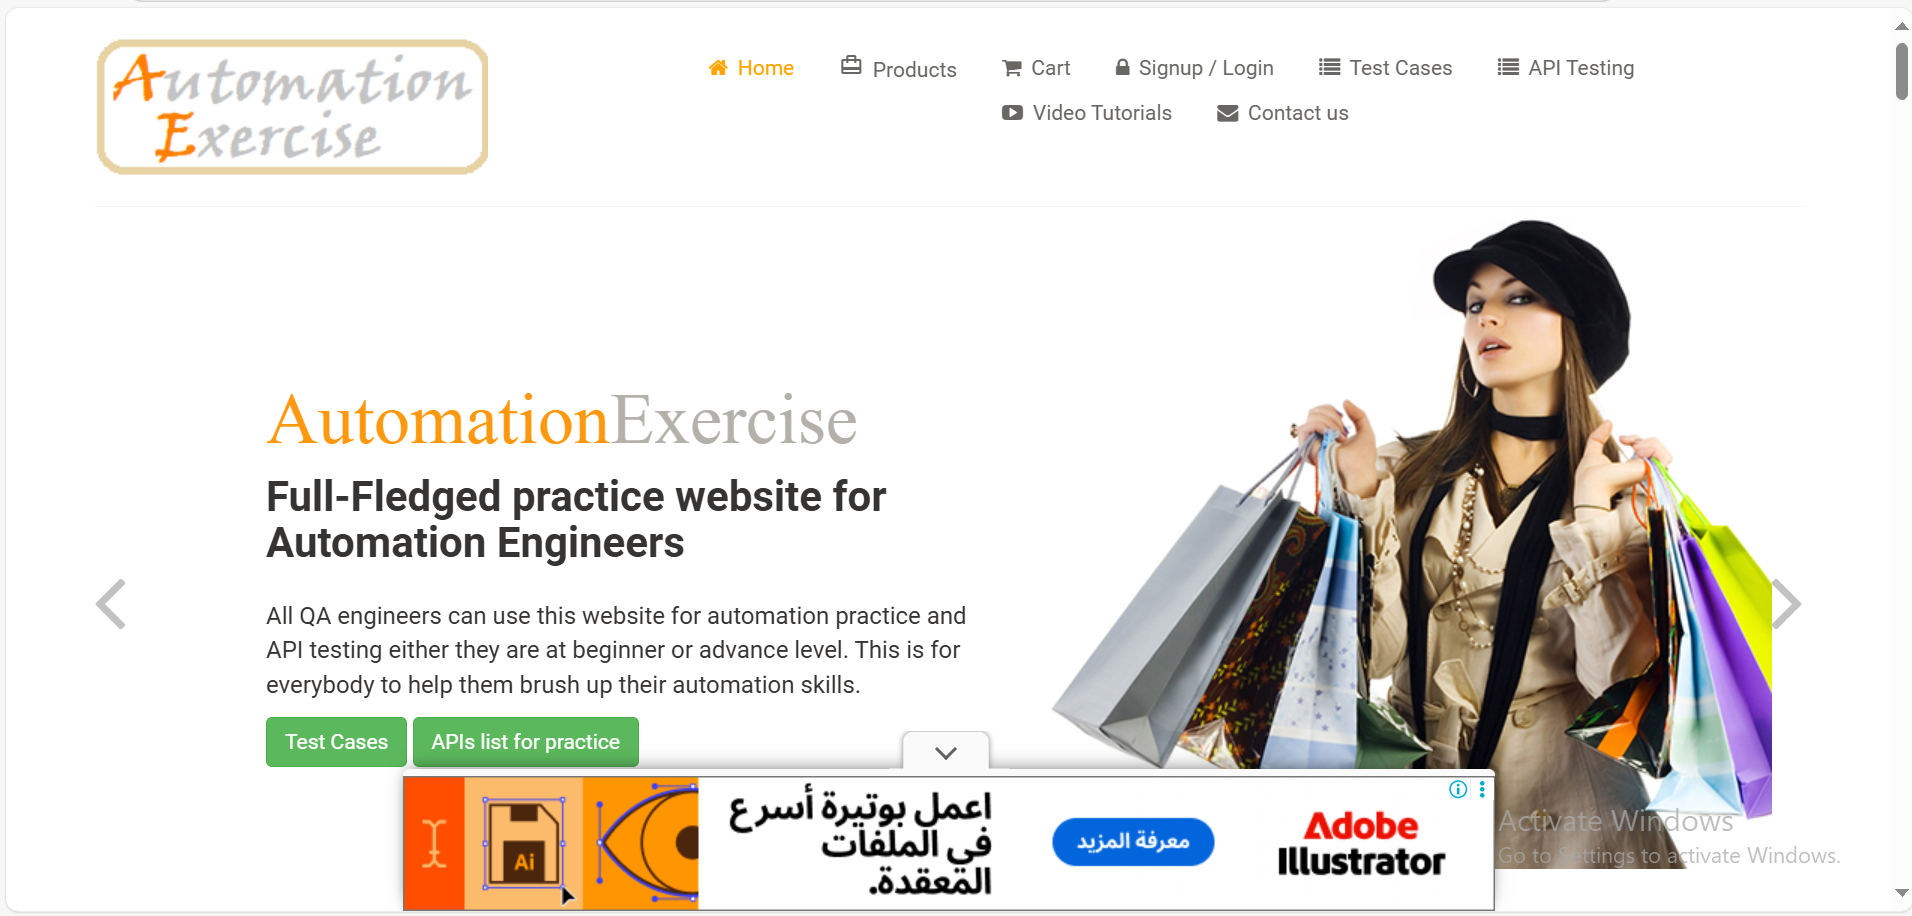 Automation
Exercise
Home Products Cart Signup / Login Test Cases API Testing
Video Tutorials Contact us
AutomationExercise
Full-Fledged practice website for
Automation Engineers
All QA engineers can use this website for automation practice and
API testing either they are at beginner or advance level. This is for
everybody to help them brush up their automation skills.
Test Cases APIs list for practice
Ai
اعمل بوتيرة أسرع
في الملفات
المعقدة.
معرفة المزيد
Adobe
Illustrator
Activate Windows
Go to Settings to activate Windows.